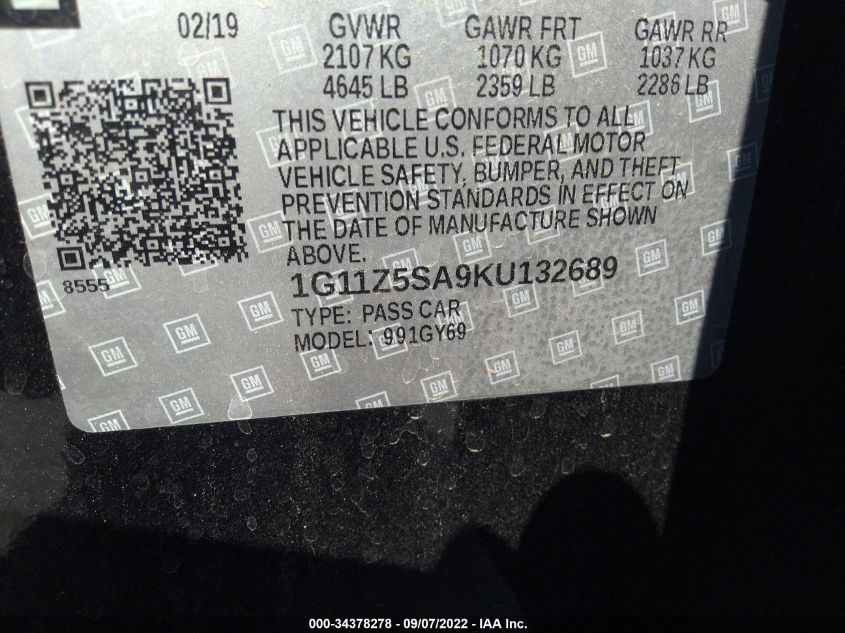 02/19 GVWR GAWR FRT GAWR RR
2107 KG 1070 KG 1037 KG
4645 LB 2359 LB 2286 LB
THIS VEHICLE CONFORMS TO ALL
APPLICABLE U.S. FEDERAL MOTOR
VEHICLE SAFETY, BUMPER, AND THEFT
PREVENTION STANDARDS IN EFFECT ON
THE DATE OF MANUFACTURE SHOWN
ABOVE.
8555
1G11Z5SA9KU132689
TYPE: PASS CAR
MODEL: 991GY69
GM
000-34378278 - 09/07/2022 - IAA Inc.